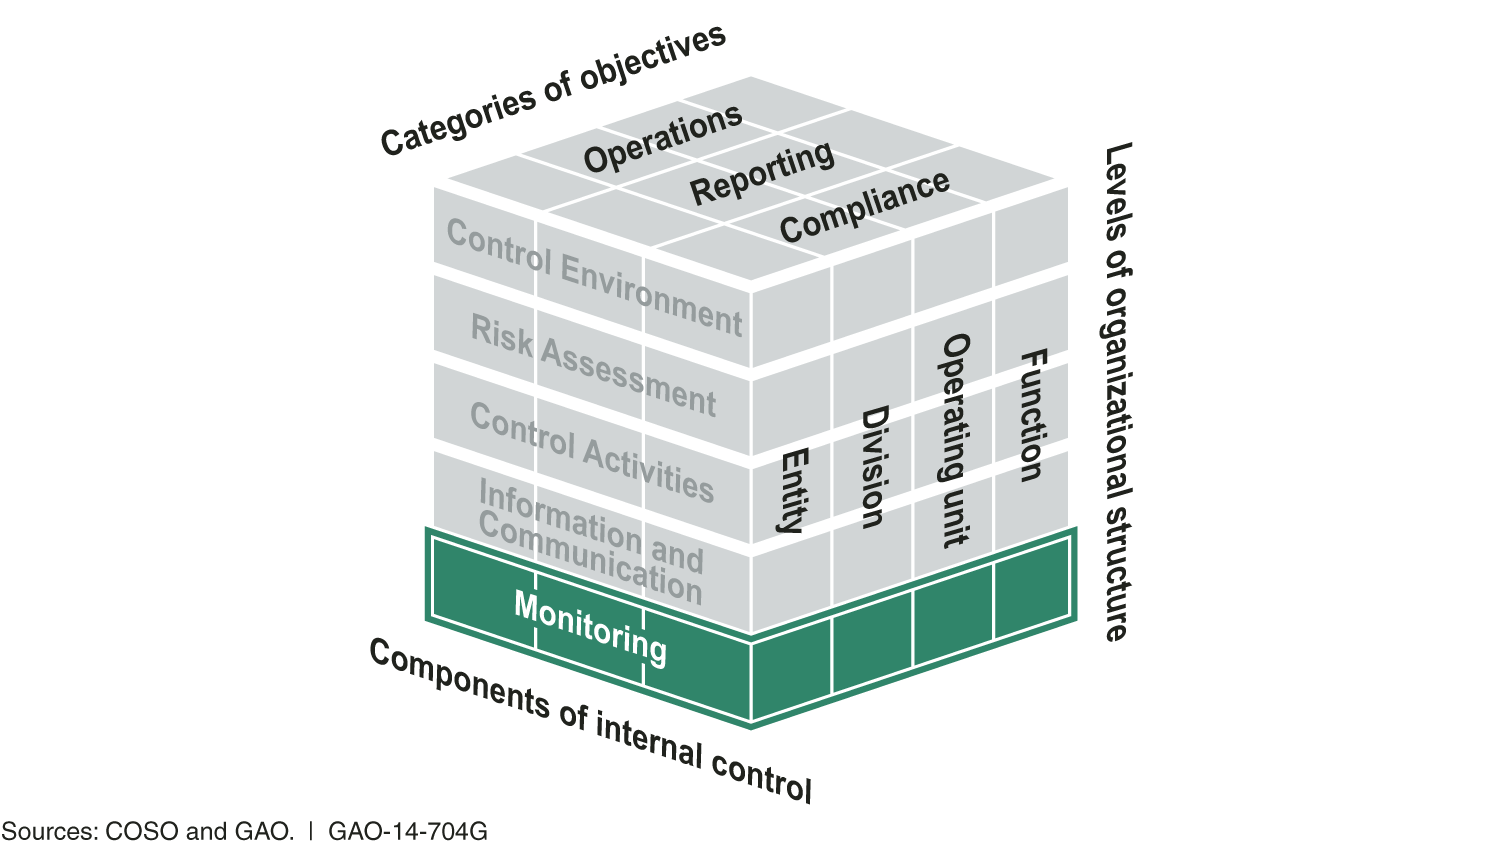 Categories of objectives
Operations
Reporting
Compliance
Control Environment
Risk Assessment
Control Activities
Information and
Communication
Monitoring
Entity
Division
Operating unit
Function
Levels of organizational structure
Components of internal control
Sources: COSO and GAO. | GAO-14-704G